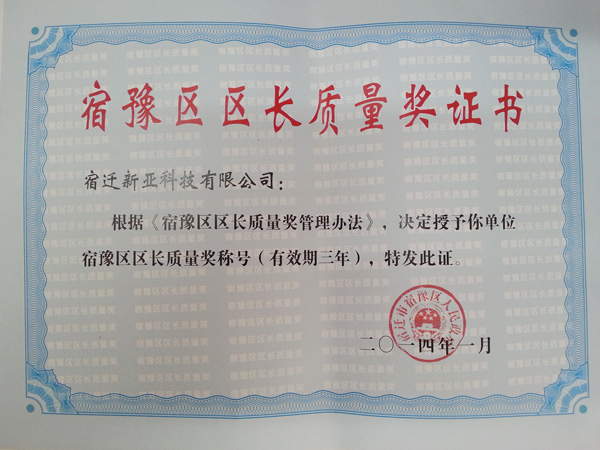 宿豫区区长质量奖证书
宿迁新亚科技有限公司：
根据《宿豫区区长质量奖管理办法》，决定授予你单位
宿豫区区长质量奖称号（有效期三年），特发此证。
宿迁市宿豫区人民政府
二〇一四年一月